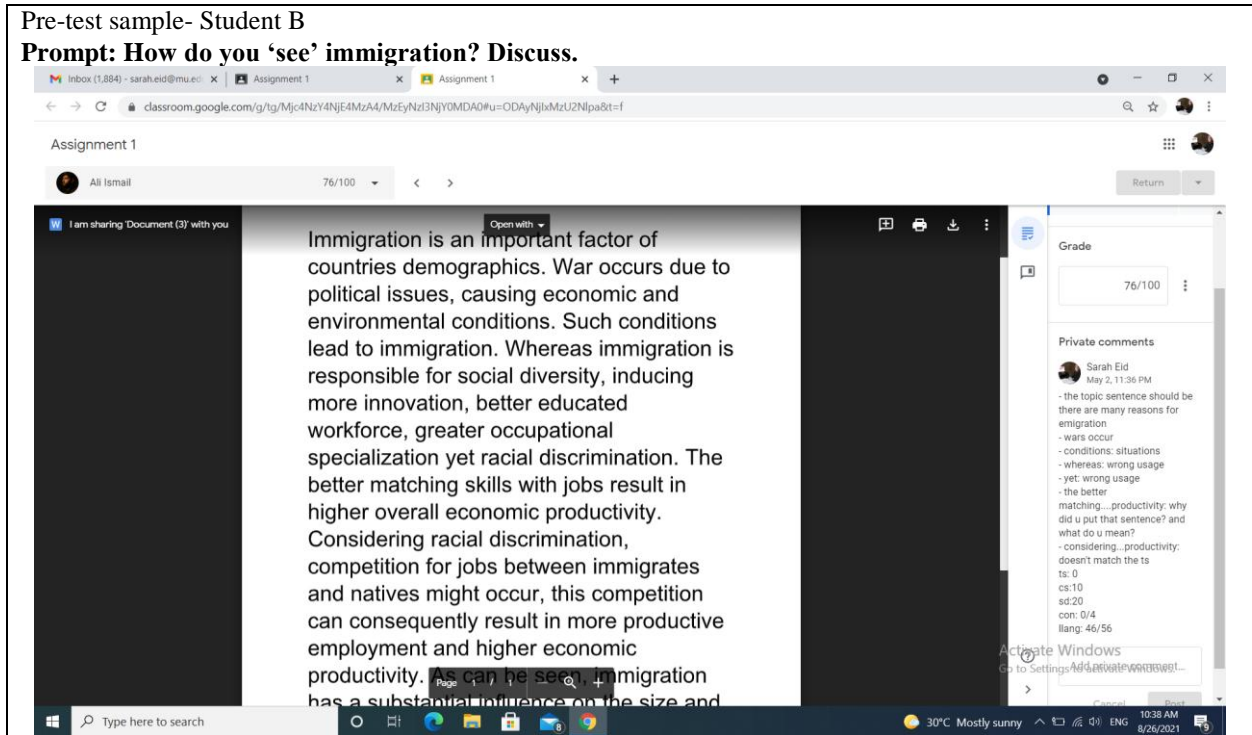 Pre-test sample- Student B
Prompt: How do you ‘see’ immigration? Discuss.
Inbox (1,884) - sarah.eid@mu.ed
Assignment 1
Assignment 1
classroom.google.com/g/tg/Mjc4NzY4NjE4MzA4/MzEyNzI3NjY0MDA0#u=ODAyNjIxMzU2Nlpa&t=f
Assignment 1
Ali Ismail
76/100
Return
I am sharing 'Document (3)' with you
Open with
Immigration is an important factor of
countries demographics. War occurs due to
political issues, causing economic and
environmental conditions. Such conditions
lead to immigration. Whereas immigration is
responsible for social diversity, inducing
more innovation, better educated
workforce, greater occupational
specialization yet racial discrimination. The
better matching skills with jobs result in
higher overall economic productivity.
Considering racial discrimination,
competition for jobs between immigrates
and natives might occur, this competition
can consequently result in more productive
employment and higher economic
productivity. As can be seen, immigration
has a substantial influence on the size and
Page 1 / 1
Grade
76/100
Private comments
Sarah Eid
May 2, 11:36 PM
- the topic sentence should be
there are many reasons for
emigration
- wars occur
- conditions: situations
- whereas: wrong usage
- yet: wrong usage
- the better
matching....productivity: why
did u put that sentence? and
what do u mean?
- considering...productivity:
doesn't match the ts
ts: 0
cs:10
sd:20
con: 0/4
llang: 46/56
Add private comment...
Cancel
Post
Activate Windows
Go to Settings
Type here to search
8
30°C Mostly sunny
ENG
10:38 AM
8/26/2021
9